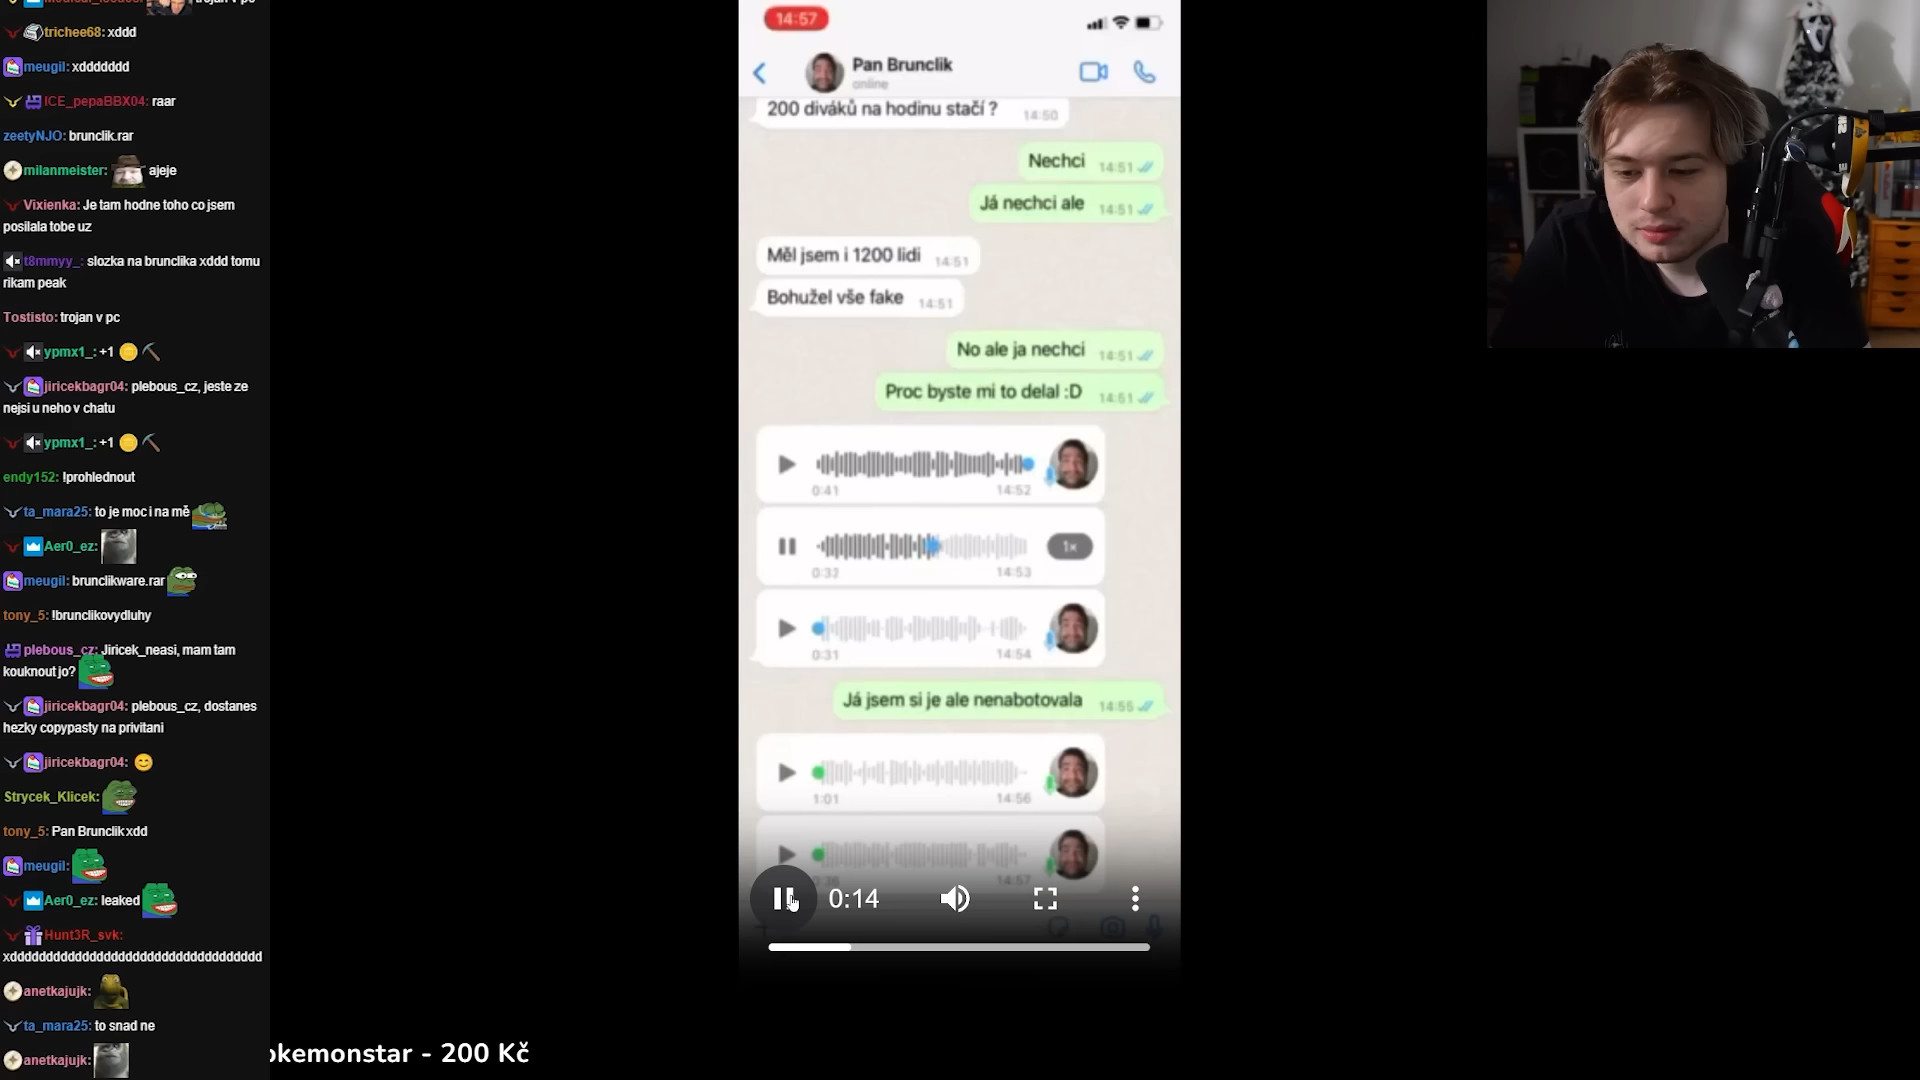 trojan v pc
trichee68: xddd
meugil: xddddddd
ICE_pepaBBX04: raar
zeetyNJO: brunclik.rar
milanmeister: ajeje
Vixienka: Je tam hodne toho co jsem
posilala tobe uz
t8mmyy_: slozka na brunclika xddd tomu
rikam peak
Tostisto: trojan v pc
ypmx1_: +1
jiricekbagr04: plebous_cz, jeste ze
nejsi u neho v chatu
ypmx1_: +1
endy152: !prohlednout
ta_mara25: to je moc i na mě
Aer0_ez:
meugil: brunclikware.rar
tony_5: !brunclikovydluhy
plebous_cz: Jiricek_neasi, mam tam
kouknout jo?
jiricekbagr04: plebous_cz, dostanes
hezky copypasty na privitani
jiricekbagr04:
Strycek_Klicek:
tony_5: Pan Brunclik xdd
meugil:
Aer0_ez: leaked
Hunt3R_svk:
anetkajujk:
ta_mara25: to snad ne
anetkajujk:
14:57
Pan Brunclik
online
200 diváků na hodinu stačí ? 14:50
Nechci 14:51
Já nechci ale 14:51
Měl jsem i 1200 lidi 14:51
Bohužel vše fake 14:51
No ale ja nechci 14:51
Proc byste mi to delal :D 14:51
0:41 14:52
1x
0:32 14:53
0:31 14:54
Já jsem si je ale nenabotovala 14:55
1:01 14:56
14:57
0:14
okemonstar - 200 Kč